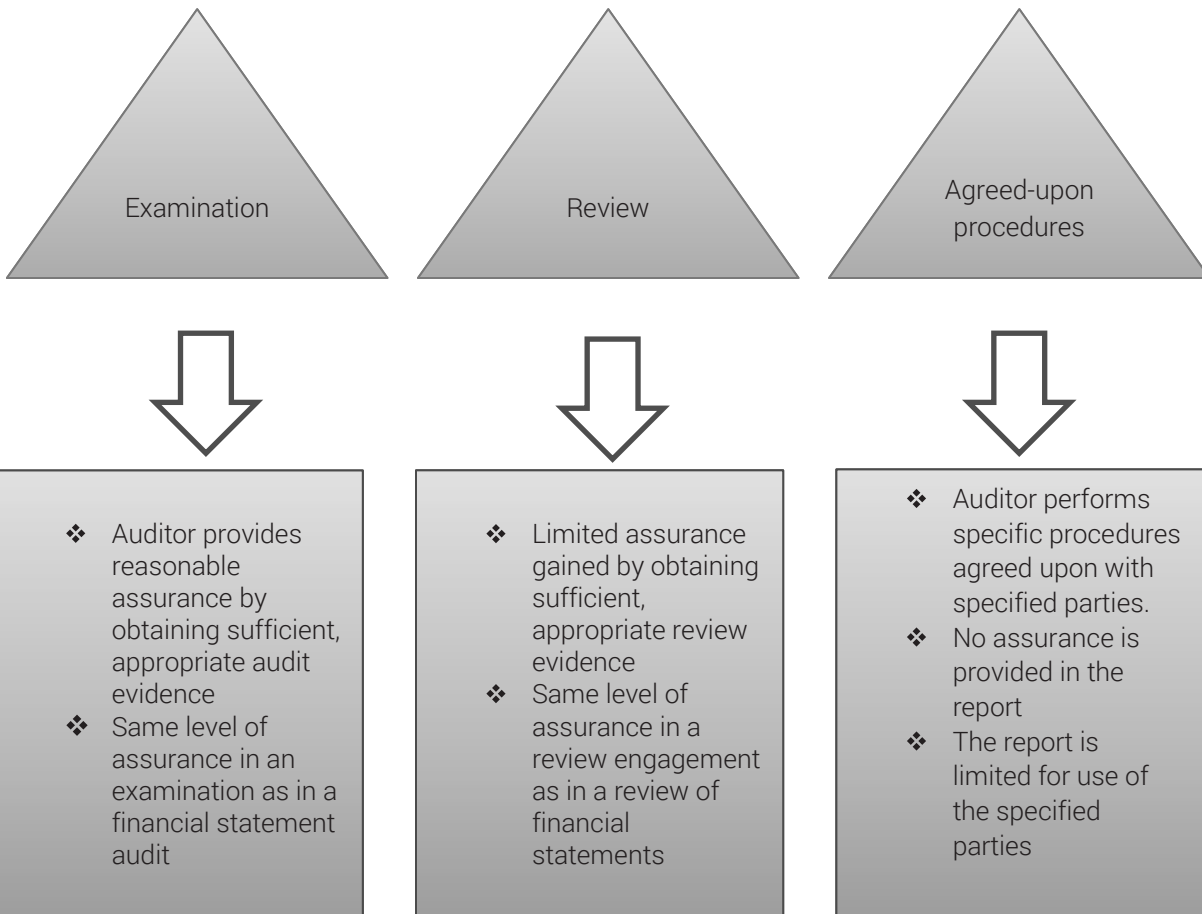 Examination
Review
Agreed-upon
procedures
❖ Auditor provides
reasonable
assurance by
obtaining sufficient,
appropriate audit
evidence
❖ Same level of
assurance in an
examination as in a
financial statement
audit
❖ Limited assurance
gained by obtaining
sufficient,
appropriate review
evidence
❖ Same level of
assurance in a
review engagement
as in a review of
financial
statements
❖ Auditor performs
specific procedures
agreed upon with
specified parties.
❖ No assurance is
provided in the
report
❖ The report is
limited for use of
the specified
parties